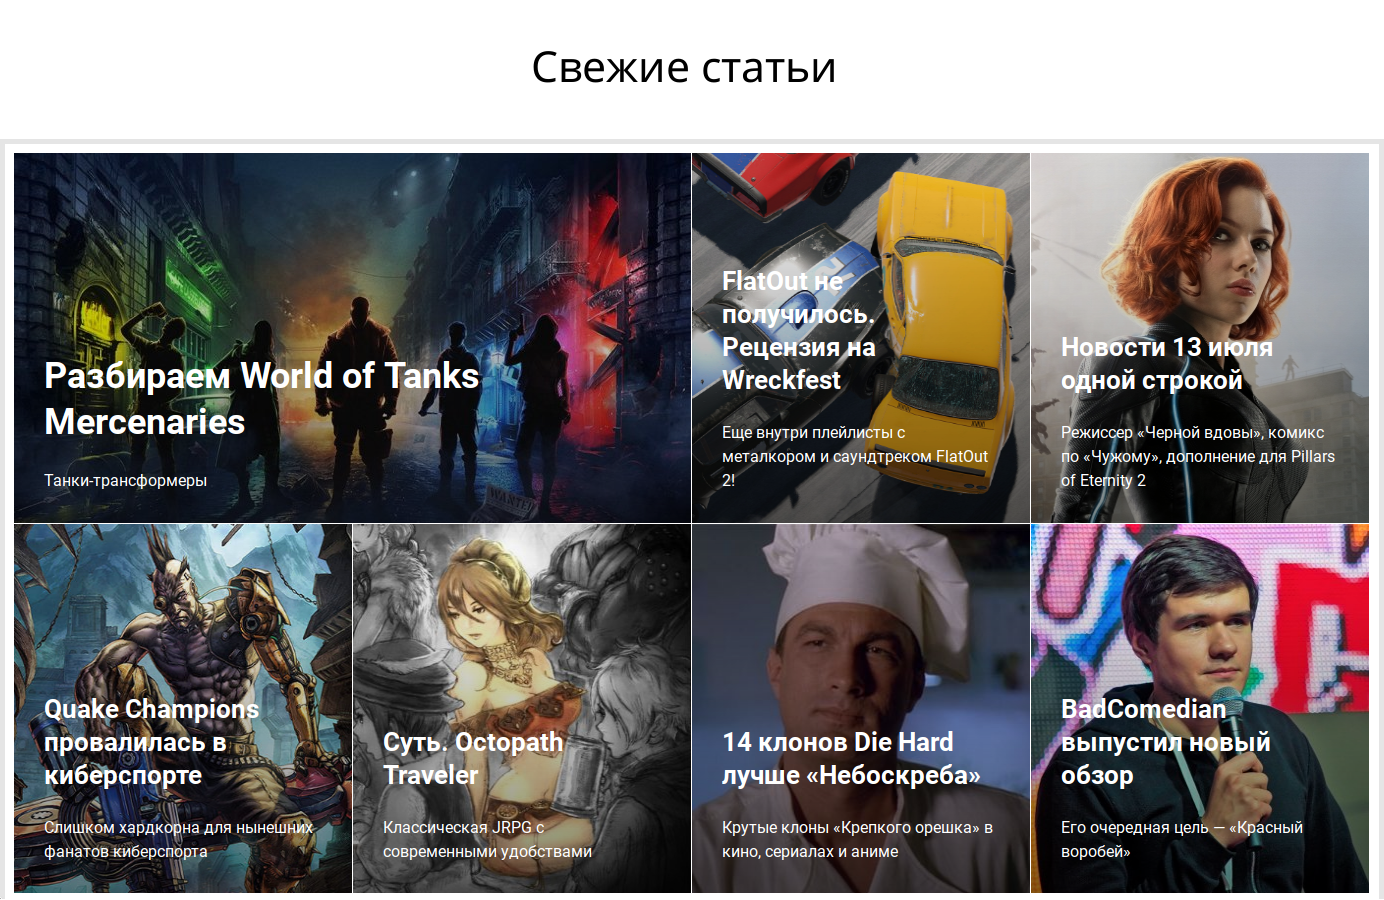 Свежие статьи
Разбираем World of Tanks
Mercenaries
Танки-трансформеры
WANTED
FlatOut не
получилось.
Рецензия на
Wreckfest
Еще внутри плейлисты с
металкором и саундтреком FlatOut
2!
Новости 13 июля
одной строкой
Режиссер «Черной вдовы», комикс
по «Чужому», дополнение для Pillars
of Eternity 2
Quake Champions
провалилась в
киберспорте
Слишком хардкорна для нынешних
фанатов киберспорта
Суть. Octopath
Traveler
Классическая JRPG с
современными удобствами
14 клонов Die Hard
лучше «Небоскреба»
Крутые клоны «Крепкого орешка» в
кино, сериалах и аниме
BadComedian
выпустил новый
обзор
Его очередная цель — «Красный
воробей»